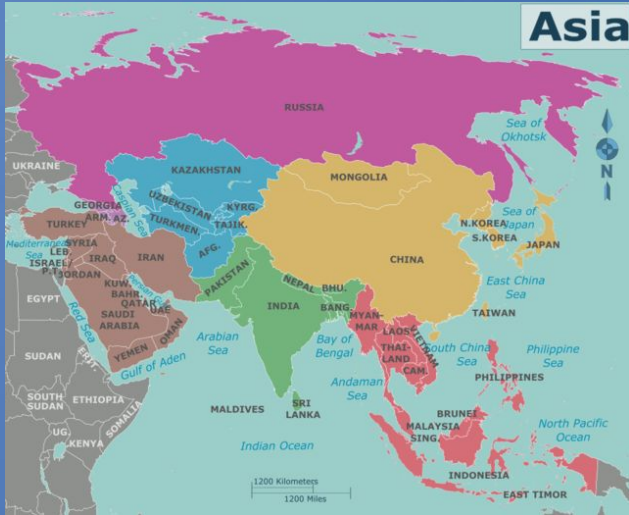 Asia
RUSSIA
Sea of
Okhotsk
UKRAINE
KAZAKHSTAN
MONGOLIA
N
GEORGIA
ARM.
AZ.
Caspian Sea
UZBEKISTAN
KYRG.
TURKMEN.
TAJIK.
N.KOREA
S.KOREA
Sea of
Japan
JAPAN
TURKEY
Mediterranean
Sea
SYRIA
LEB.
ISRAEL
P.T.
JORDAN
IRAQ
IRAN
AFG.
CHINA
PAKISTAN
NEPAL
BHU.
East China
Sea
EGYPT
KUW.
BAHR.
QATAR
UAE
Persian Gulf
SAUDI
ARABIA
OMAN
INDIA
BANG.
MYAN-
MAR
TAIWAN
Red Sea
YEMEN
Arabian
Sea
Bay of
Bengal
LAOS
THAI-
LAND
VIETNAM
CAM.
South China
Sea
Philippine
Sea
SUDAN
ERIT.
Gulf of Aden
Andaman
Sea
PHILIPPINES
SOUTH
SUDAN
ETHIOPIA
SOMALIA
MALDIVES
SRI
LANKA
BRUNEI
MALAYSIA
SING.
North Pacific
Ocean
UG.
KENYA
Indian Ocean
INDONESIA
EAST TIMOR
1200 Kilometers
1200 Miles